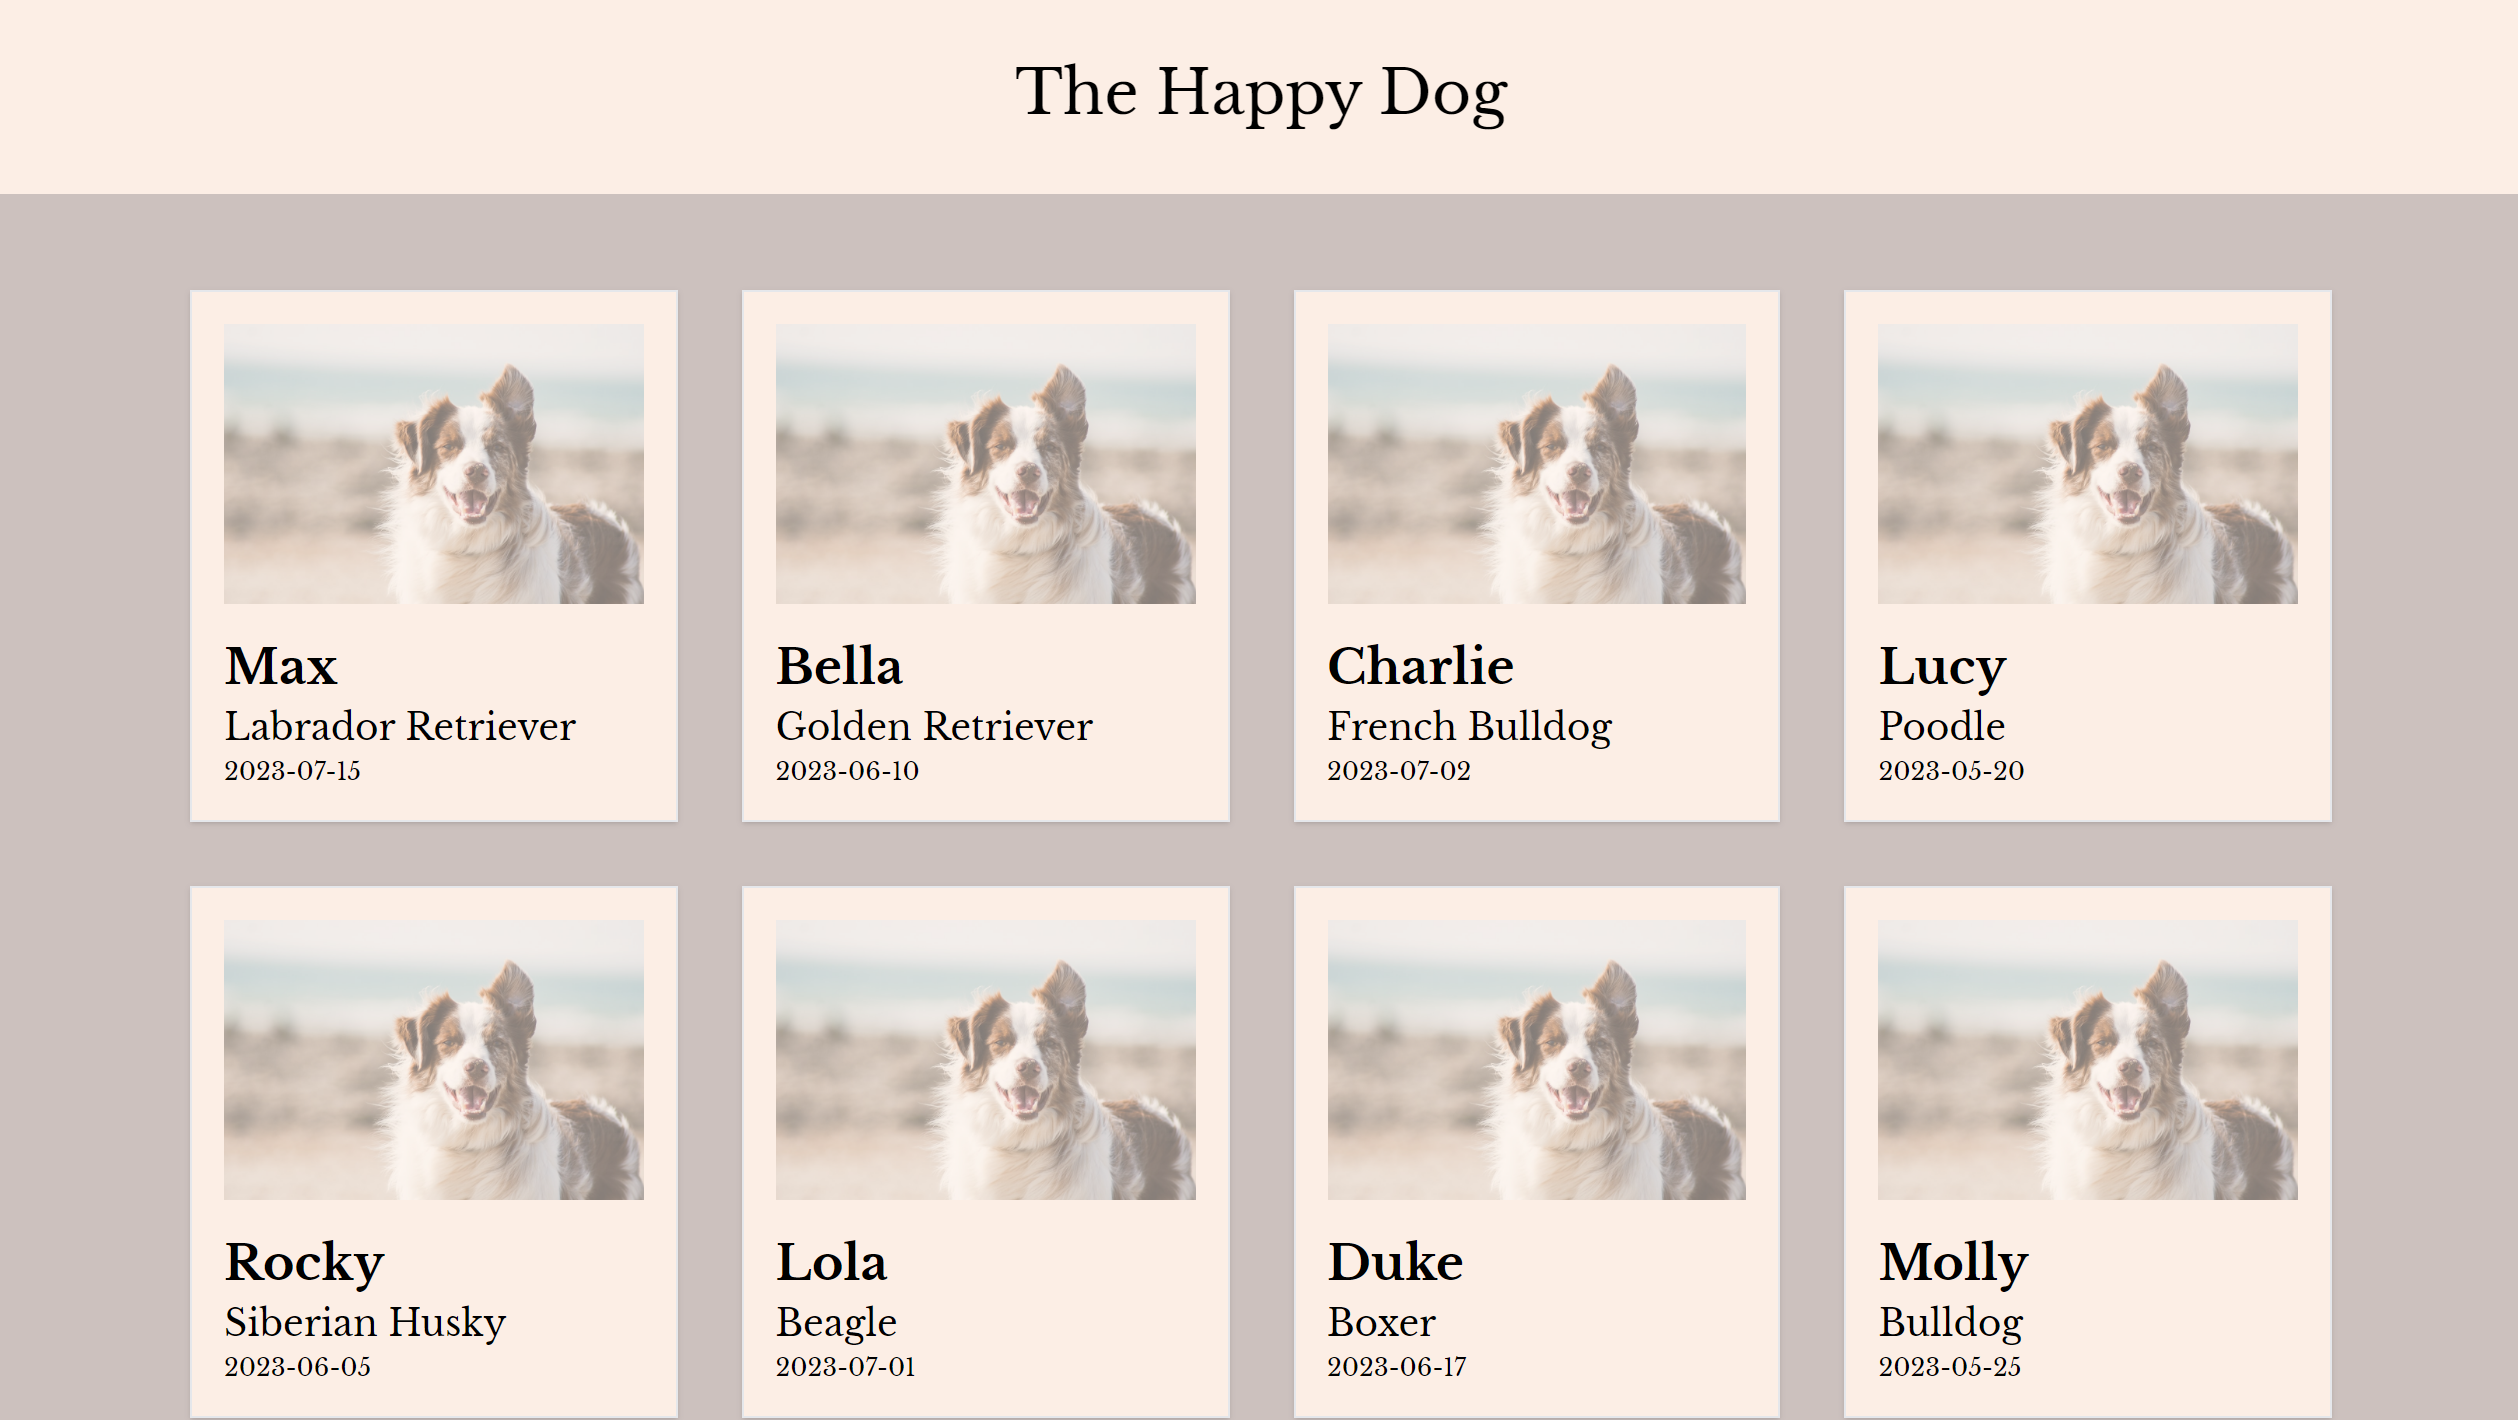 The Happy Dog
Max
Labrador Retriever
2023-07-15
Bella
Golden Retriever
2023-06-10
Charlie
French Bulldog
2023-07-02
Lucy
Poodle
2023-05-20
Rocky
Siberian Husky
2023-06-05
Lola
Beagle
2023-07-01
Duke
Boxer
2023-06-17
Molly
Bulldog
2023-05-25